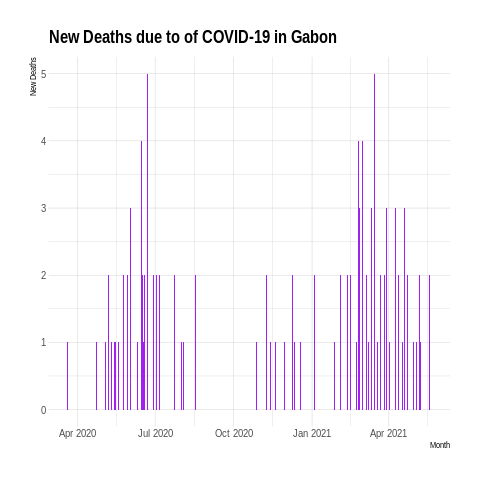 New Deaths due to of COVID-19 in Gabon
New Deaths
5
4
3
2
1
0
Apr 2020 Jul 2020 Oct 2020 Jan 2021 Apr 2021
Month